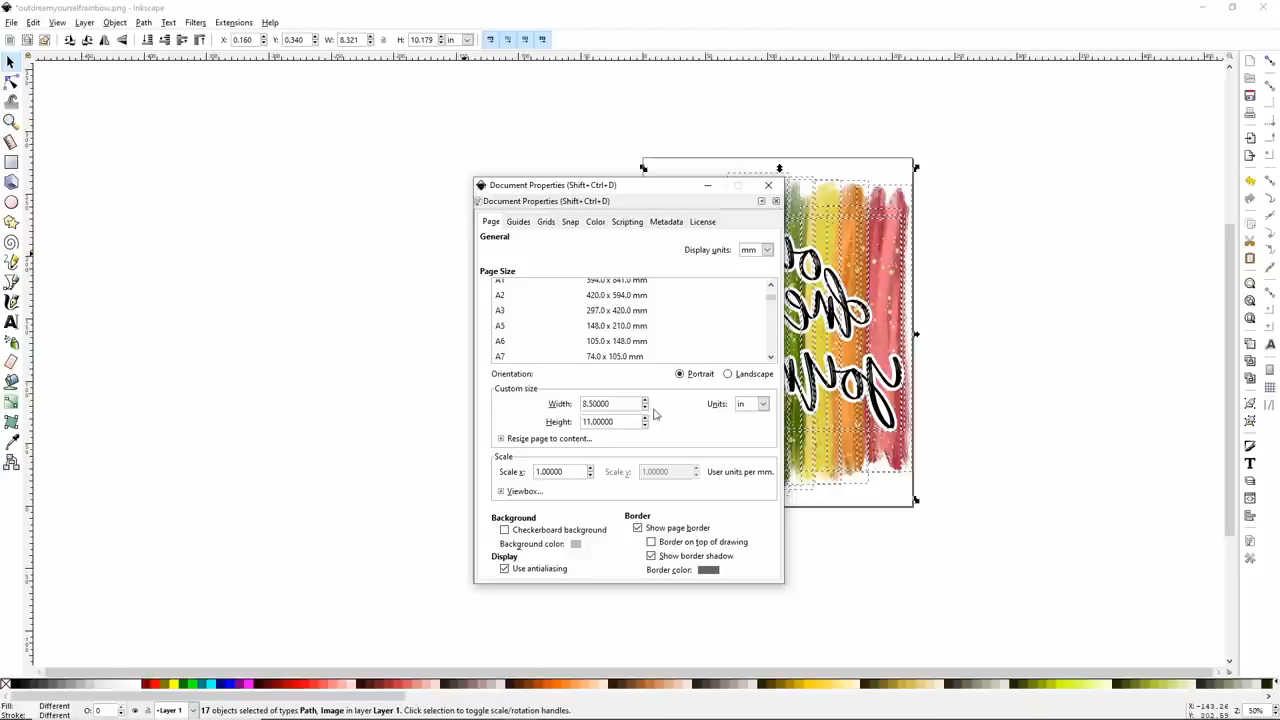 *outdreamyourselfrainbow.png - Inkscape
File Edit View Layer Object Path Text Filters Extensions Help
X: 0.160 Y: 0.340 W: 8.321 H: 10.179 in
Document Properties (Shift+Ctrl+D)
Document Properties (Shift+Ctrl+D)
Page Guides Grids Snap Color Scripting Metadata License
General
Display units: mm
Page Size
A1 594.0 x 841.0 mm
A2 420.0 x 594.0 mm
A3 297.0 x 420.0 mm
A5 148.0 x 210.0 mm
A6 105.0 x 148.0 mm
A7 74.0 x 105.0 mm
Orientation: Portrait Landscape
Custom size
Width: 8.50000 Units: in
Height: 11.00000
Resize page to content...
Scale
Scale x: 1.00000 Scale y: 1.00000 User units per mm.
Viewbox...
Background
Checkerboard background
Background color:
Display
Use antialiasing
Border
Show page border
Border on top of drawing
Show border shadow
Border color:
Fill: Different
Stroke: Different
O: 0
Layer 1
17 objects selected of types Path, Image in layer Layer 1. Click selection to toggle scale/rotation handles.
X: -143.26
Y: 202.59
Z: 50%